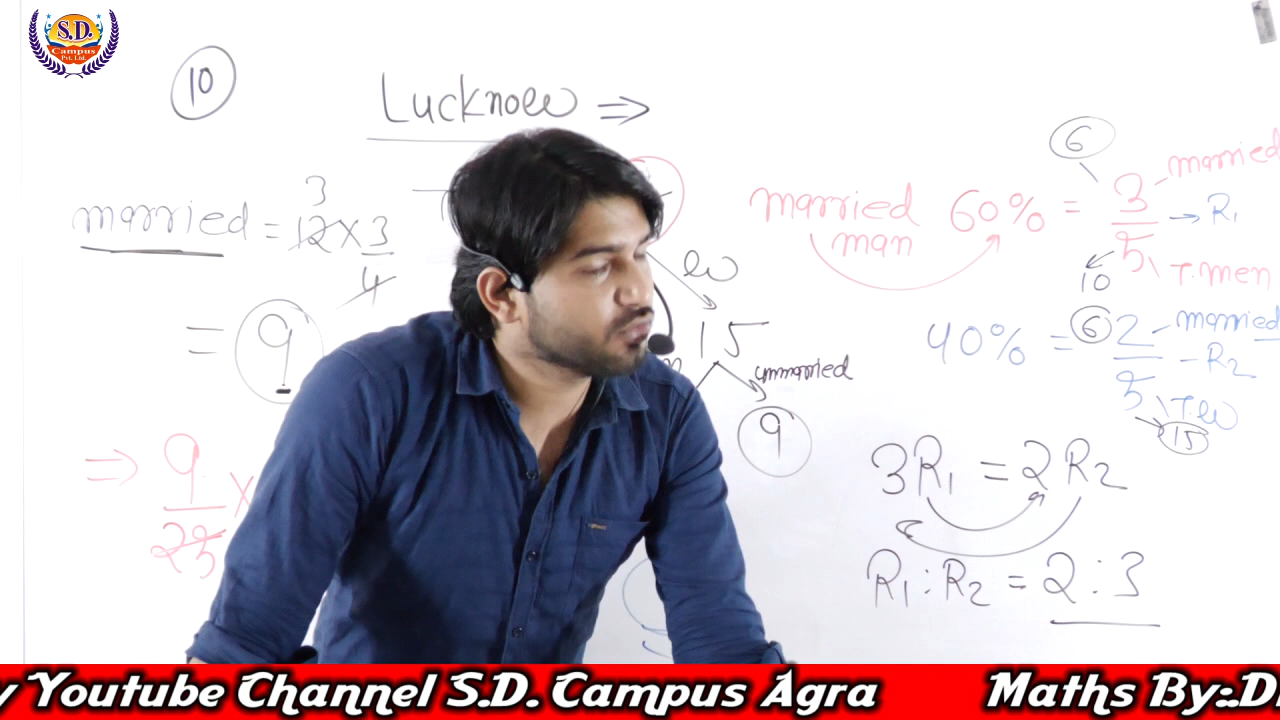 S.D.
Campus
Pvt. Ltd.
10
Lucknow ⇒
married = 12 × 3/4
3
= 9
⇒ 9/25 ×
w
15
unmarried
9
married man 60% = 3/5
6
married
→ R1
10
T.men
40% = 2/5
6
married
– R2
T.w
15
3R1 = 2R2
R1 : R2 = 2 : 3
Youtube Channel S.D. Campus Agra
Maths By:-D